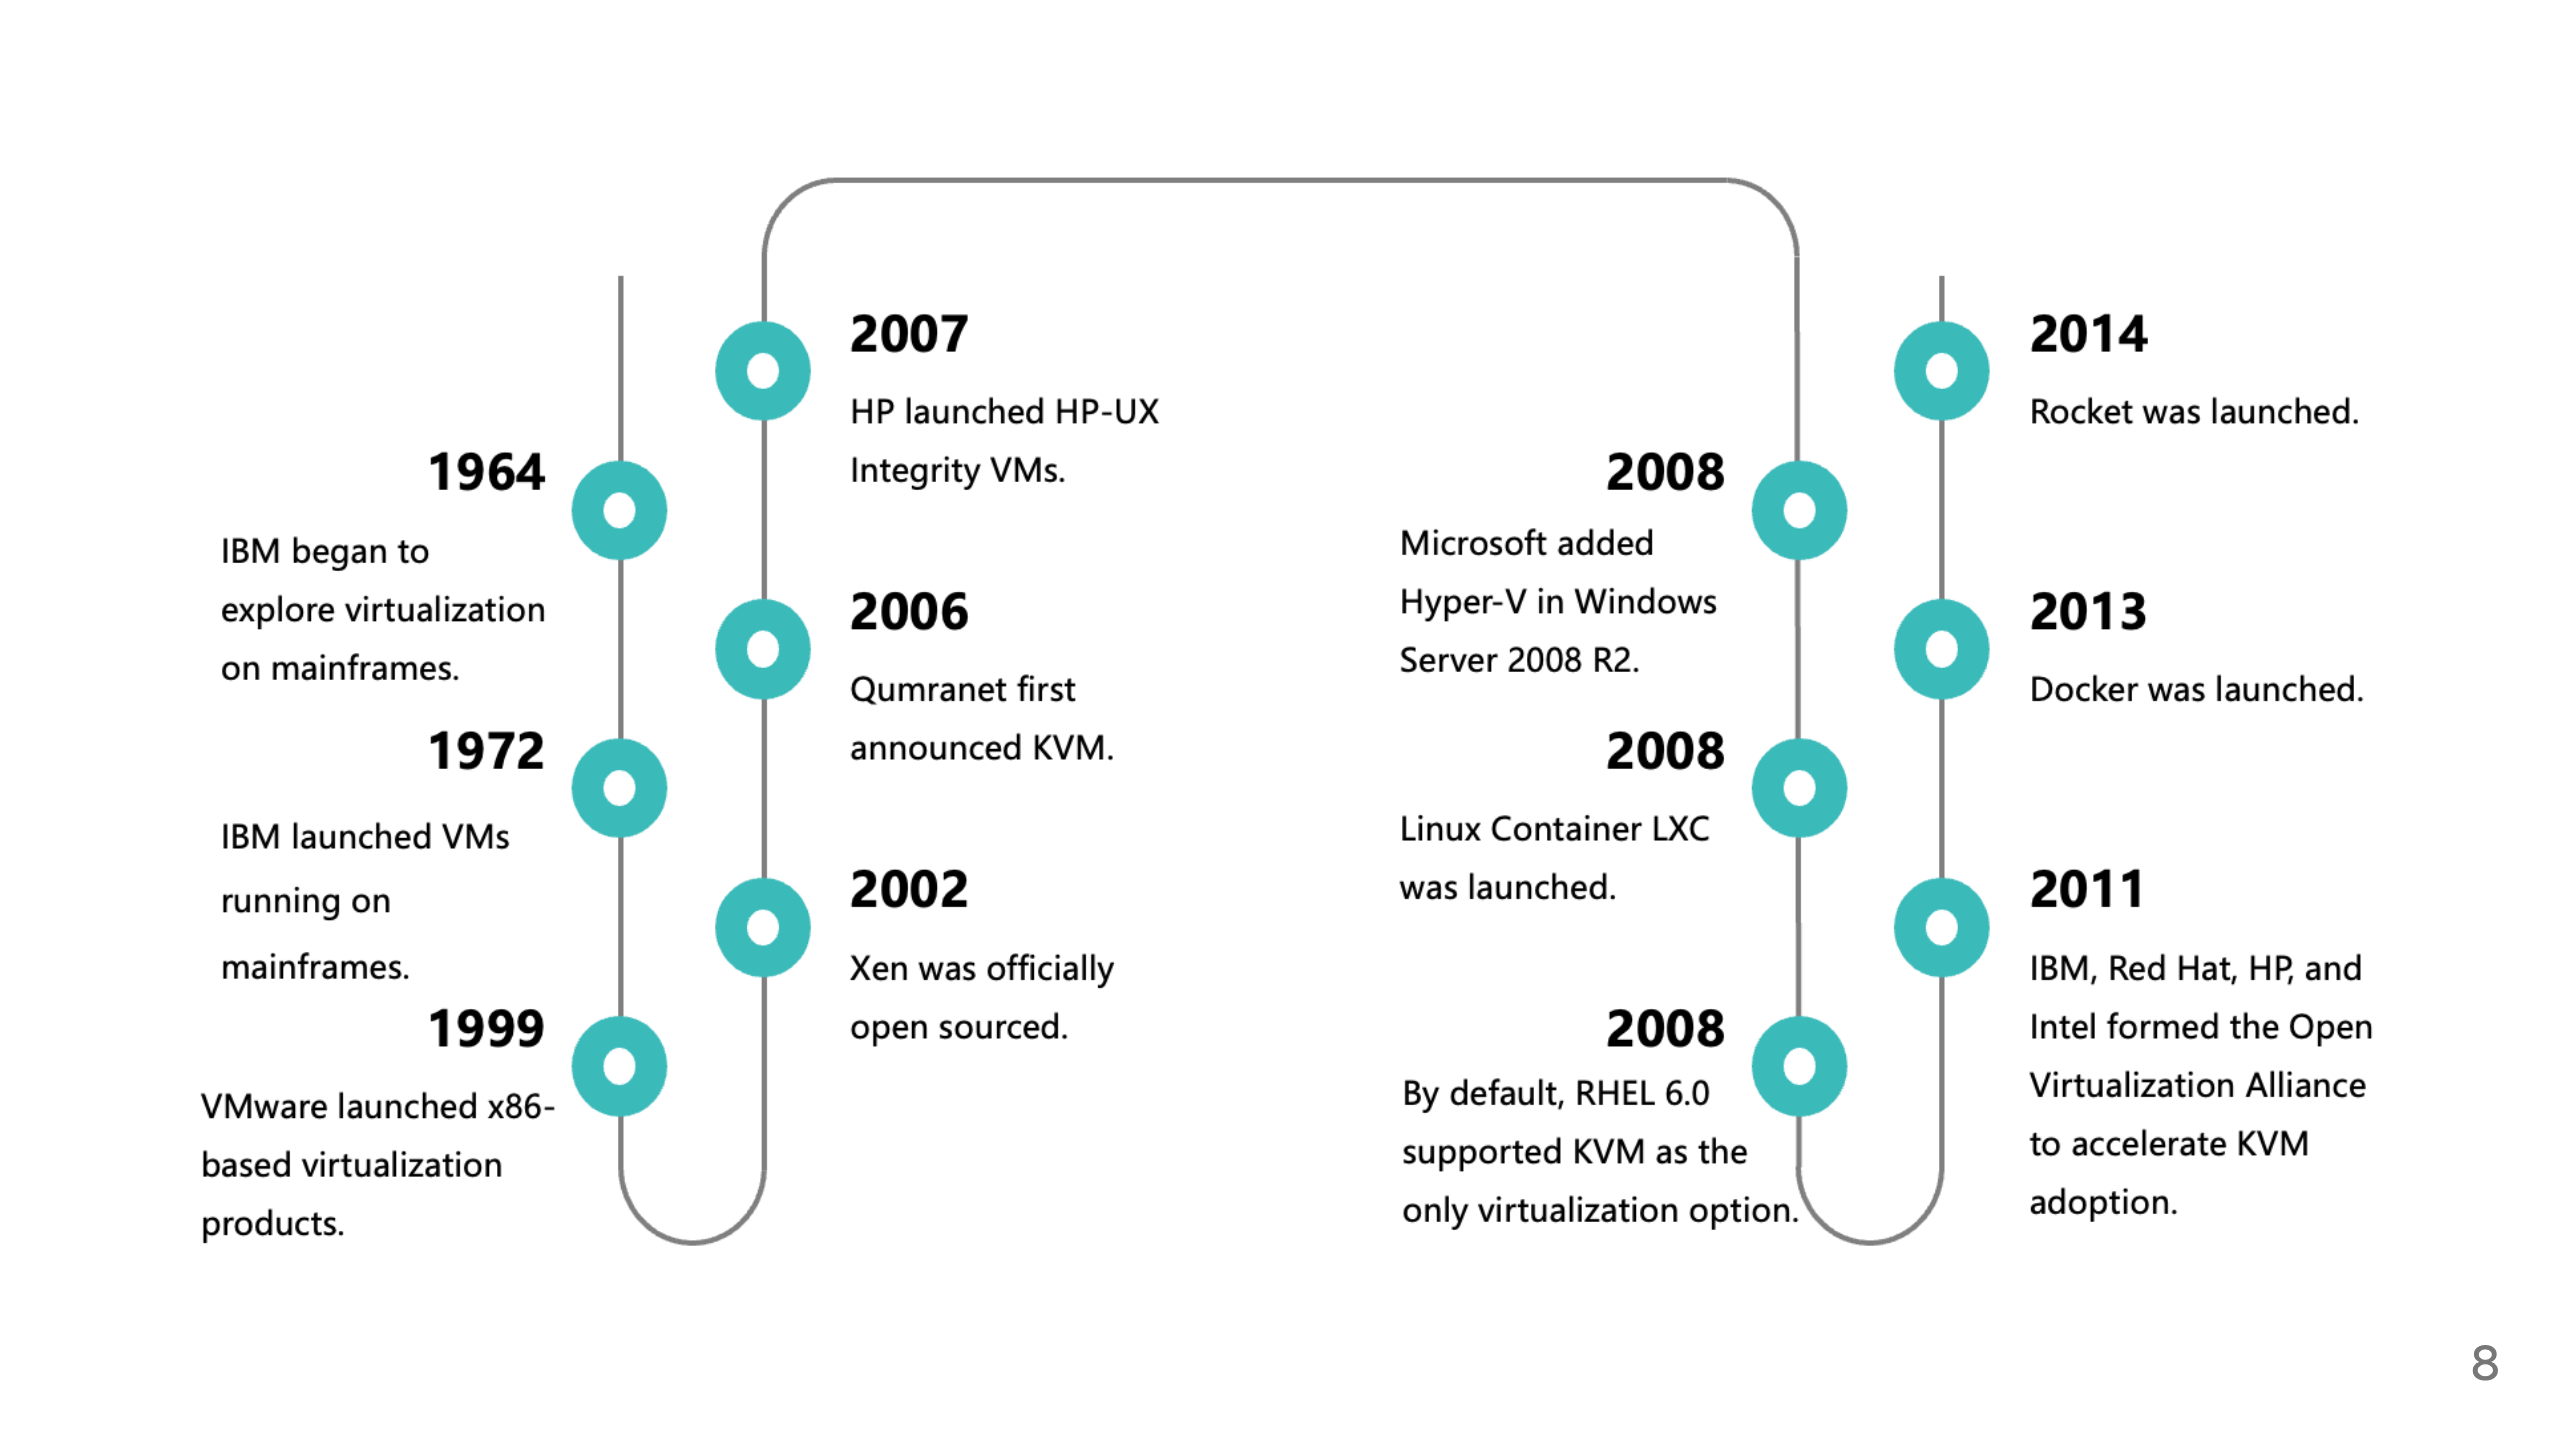 1964
IBM began to
explore virtualization
on mainframes.
1972
IBM launched VMs
running on
mainframes.
1999
VMware launched x86-
based virtualization
products.
2007
HP launched HP-UX
Integrity VMs.
2006
Qumranet first
announced KVM.
2002
Xen was officially
open sourced.
2008
Microsoft added
Hyper-V in Windows
Server 2008 R2.
2008
Linux Container LXC
was launched.
2008
By default, RHEL 6.0
supported KVM as the
only virtualization option.
2014
Rocket was launched.
2013
Docker was launched.
2011
IBM, Red Hat, HP, and
Intel formed the Open
Virtualization Alliance
to accelerate KVM
adoption.
8